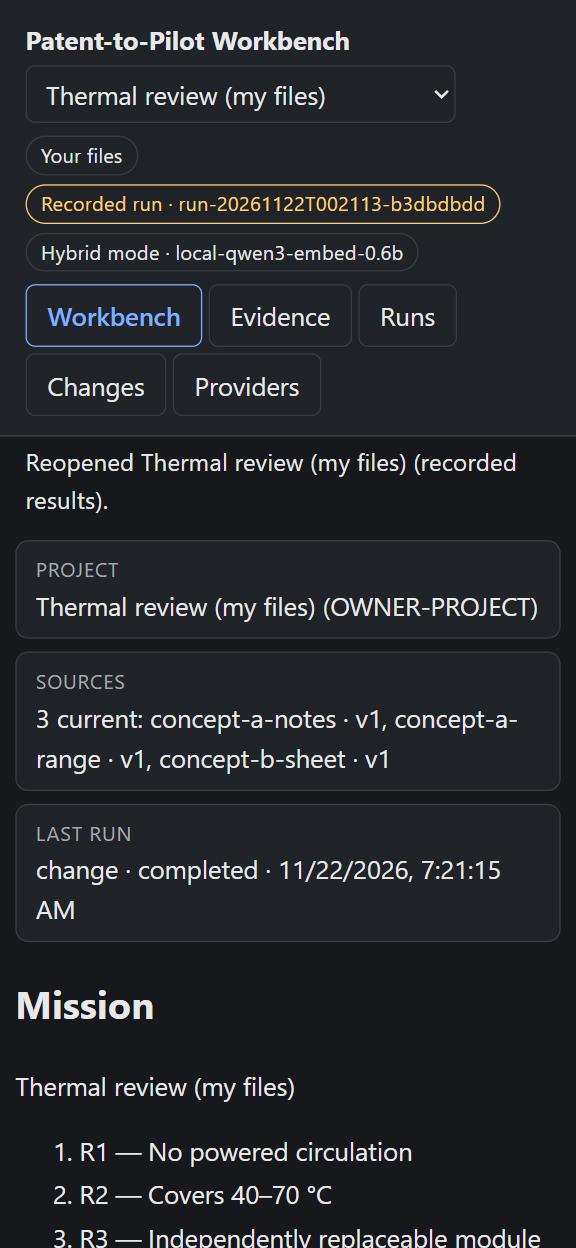 Patent-to-Pilot Workbench
Thermal review (my files)
Your files
Recorded run · run-20261122T002113-b3dbdbdd
Hybrid mode · local-qwen3-embed-0.6b
Workbench Evidence Runs
Changes Providers
Reopened Thermal review (my files) (recorded
results).
PROJECT
Thermal review (my files) (OWNER-PROJECT)
SOURCES
3 current: concept-a-notes · v1, concept-a-
range · v1, concept-b-sheet · v1
LAST RUN
change · completed · 11/22/2026, 7:21:15
AM
Mission
Thermal review (my files)
1. R1 — No powered circulation
2. R2 — Covers 40–70 °C
3. R3 — Independently replaceable module